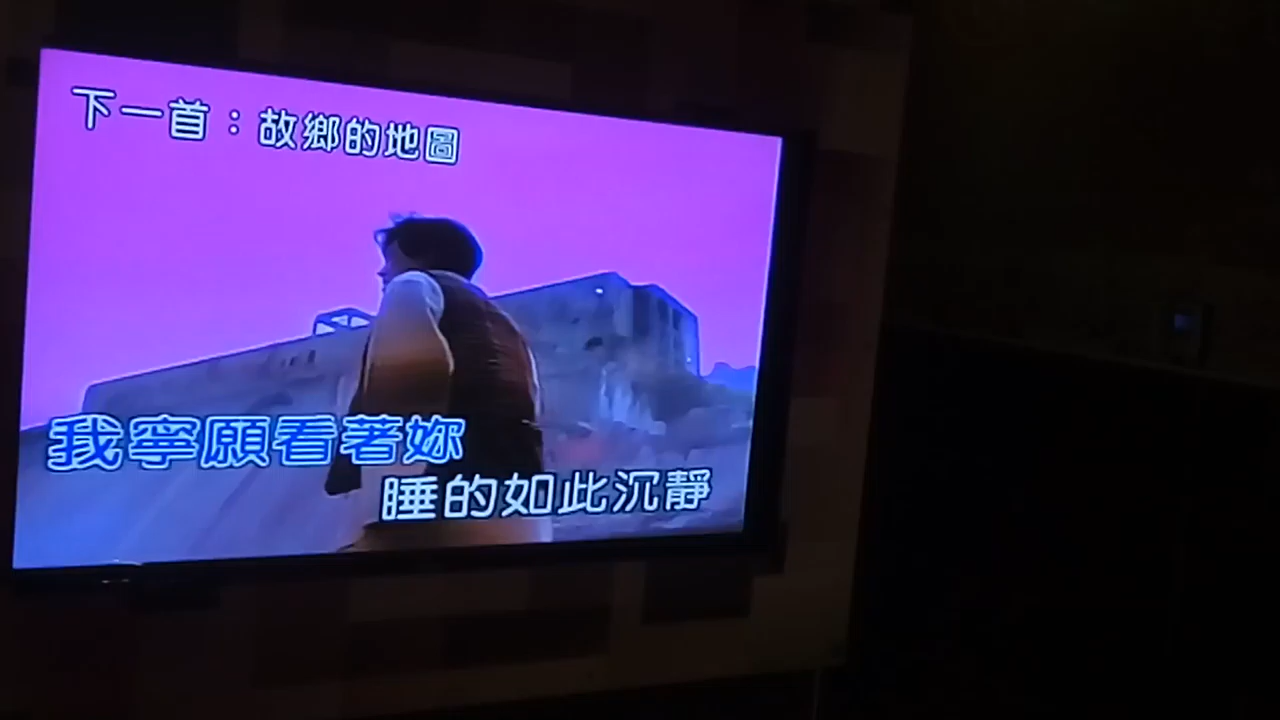 下一首：故鄉的地圖
我寧願看著妳
睡的如此沉靜